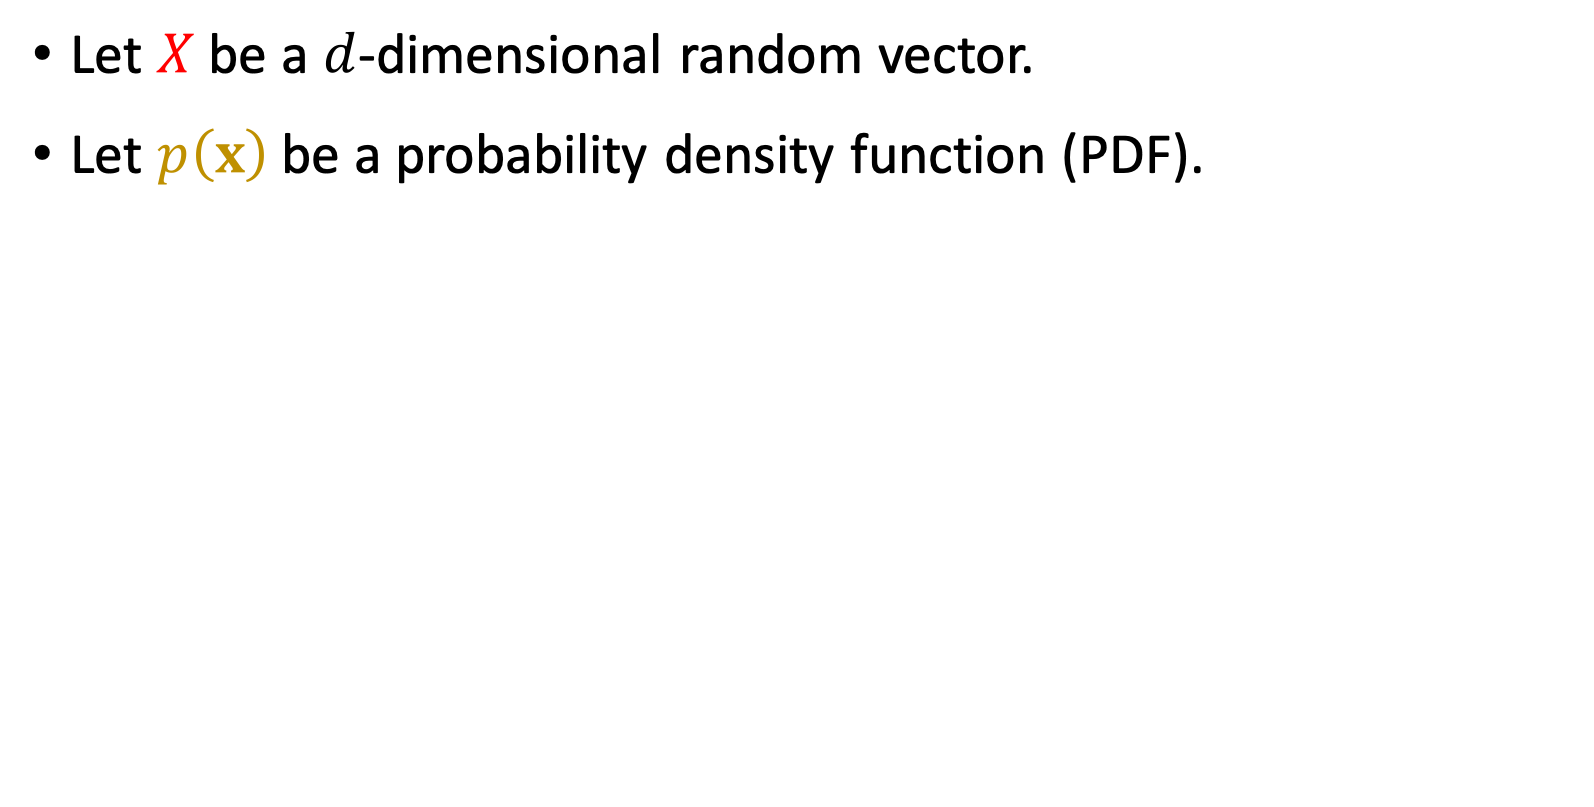 • Let X be a d-dimensional random vector.
• Let p(x) be a probability density function (PDF).